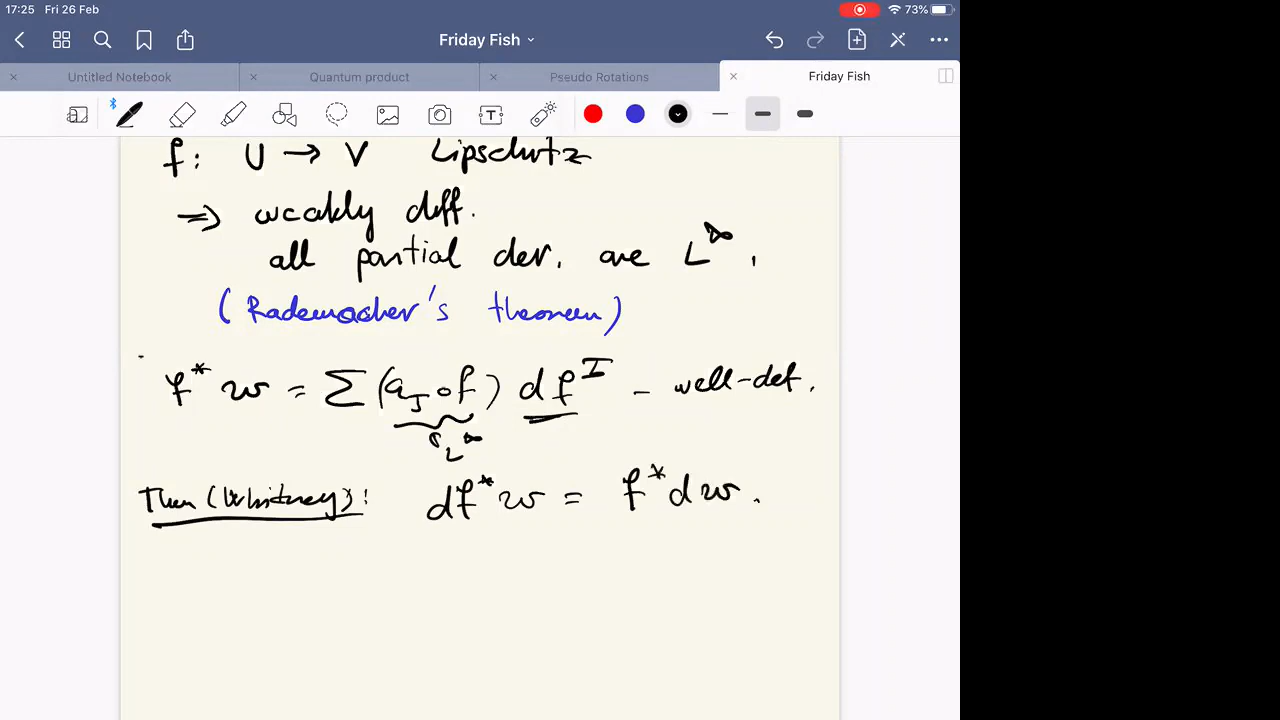 17:25 Fri 26 Feb 73%
Friday Fish
Untitled Notebook Quantum product Pseudo Rotations Friday Fish
T
f: U → V Lipschitz
⇒ weakly diff.
all partial der. are L^∞.
(Rademacher's theorem)
f* ω = Σ (a_I ∘ f) df^I - well-def.
L^∞
Thm (Whitney): df*ω = f*dω.